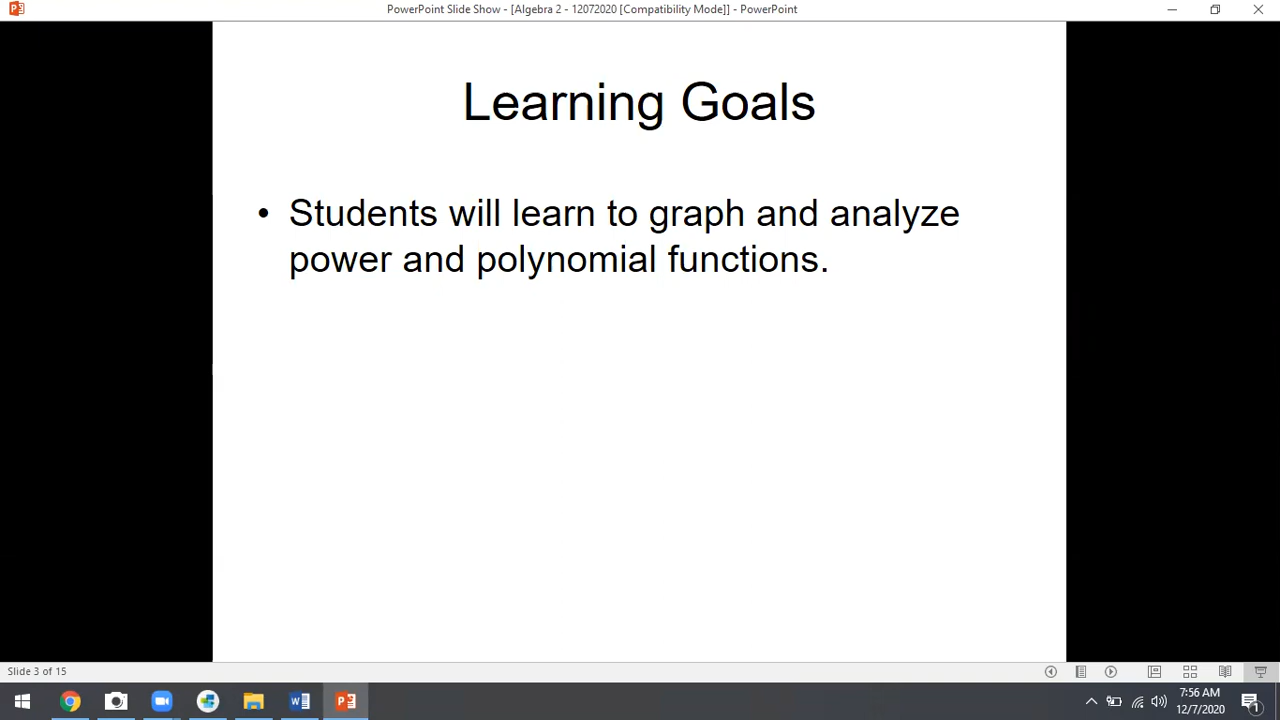 PowerPoint Slide Show - [Algebra 2 - 12072020 [Compatibility Mode]] - PowerPoint
Learning Goals
• Students will learn to graph and analyze
power and polynomial functions.
Slide 3 of 15
7:56 AM
12/7/2020
1